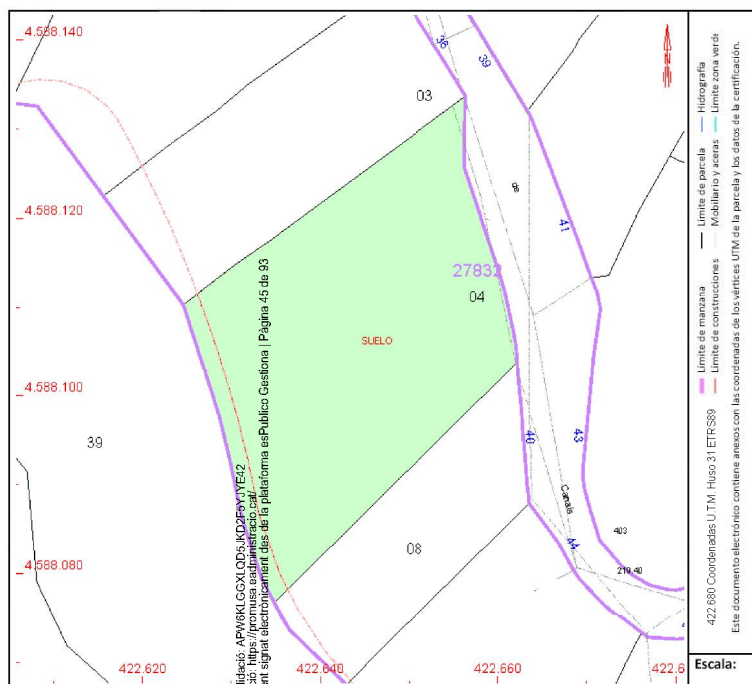 4.588.140
4.588.120
4.588.100
4.588.080
422.620
422.640
422.660
36
39
03
de
41
27832
04
SUELO
39
40
43
Canals
08
44
403
219.40
lidació: APW6KLGGXLQD5JKD2F5YJYE42
ció: https://promusa.eadministracio.cat/
ent signat electrònicament des de la plataforma esPublico Gestiona | Pàgina 45 de 93
422.680 Coordenadas U.T.M. Huso 31 ETRS89
Límite de manzana
Límite de parcela
Hidrografía
Límite de construcciones
Mobiliario y aceras
Límite zona verde
Este documento electrónico contiene anexos con las coordenadas de los vértices UTM de la parcela y los datos de la certificación.
Escala: